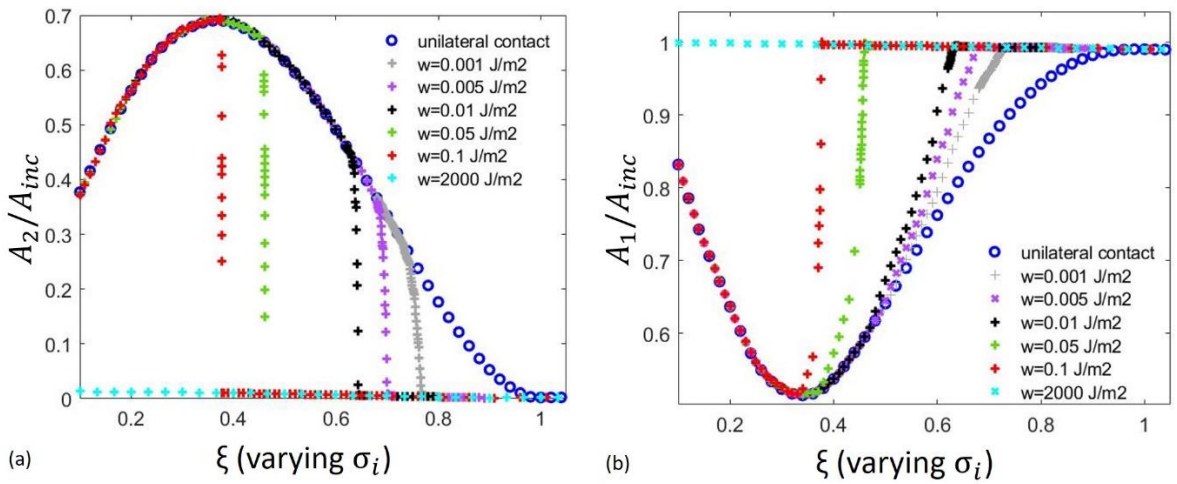 0.7
0.6
0.5
0.4
0.3
0.2
0.1
0
A₂/A_inc
unilateral contact
w=0.001 J/m2
w=0.005 J/m2
w=0.01 J/m2
w=0.05 J/m2
w=0.1 J/m2
w=2000 J/m2
0.2 0.4 0.6 0.8 1
(a)
ξ (varying σᵢ)
1
0.9
0.8
0.7
0.6
A₁/A_inc
unilateral contact
w=0.001 J/m2
w=0.005 J/m2
w=0.01 J/m2
w=0.05 J/m2
w=0.1 J/m2
w=2000 J/m2
0.2 0.4 0.6 0.8 1
(b)
ξ (varying σᵢ)